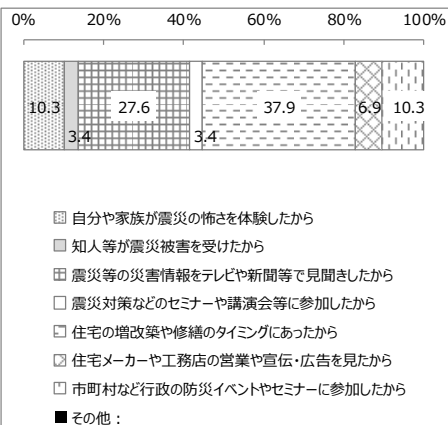 0% 20% 40% 60% 80% 100%
10.3 3.4 27.6 3.4 37.9 6.9 10.3
自分や家族が震災の怖さを体験したから
知人等が震災被害を受けたから
震災等の災害情報をテレビや新聞等で見聞きしたから
震災対策などのセミナーや講演会等に参加したから
住宅の増改築や修繕のタイミングにあったから
住宅メーカーや工務店の営業や宣伝・広告を見たから
市町村など行政の防災イベントやセミナーに参加したから
その他：